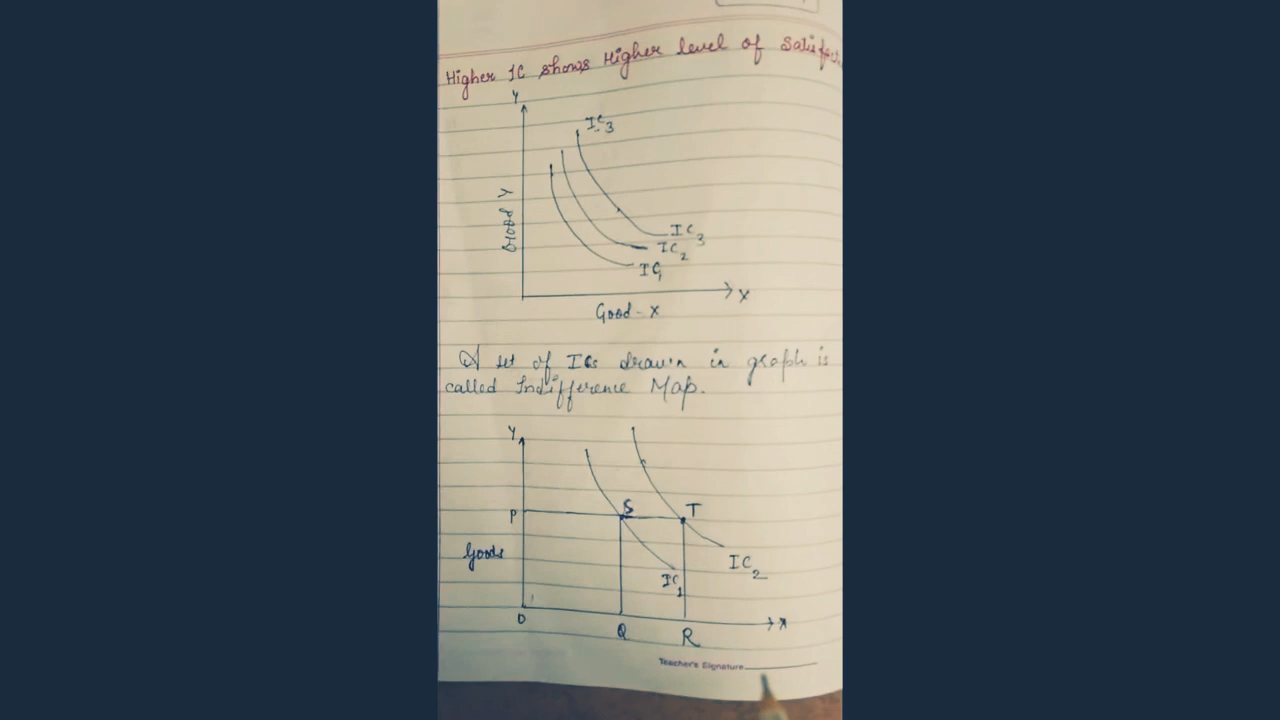 Higher IC shows Higher level of
Y
IC3
Good Y
IC3
IC2
IC1
X
Good - X
A set of ICs drawn in graph is
called Indifference Map.
Y
P
S
T
Goods
IC2
IC1
O
Q
R
X
Teacher's Signature